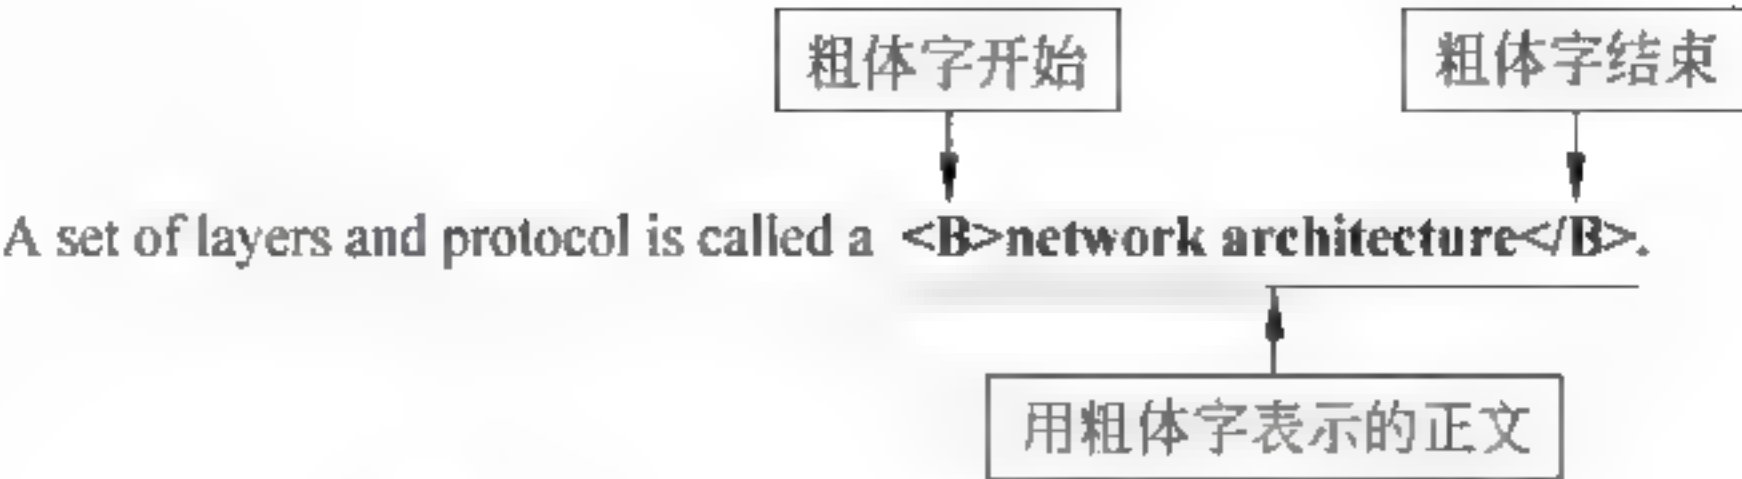 粗体字开始
粗体字结束
A set of layers and protocol is called a <B>network architecture</B>.
用粗体字表示的正文